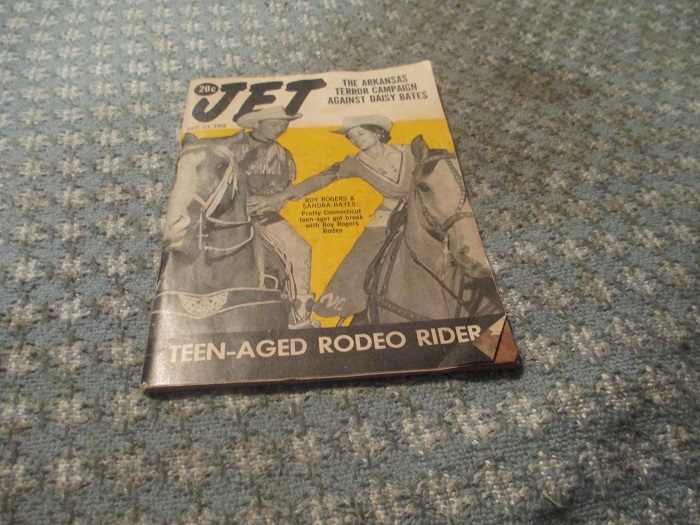 20c
JET
THE ARKANSAS
TERROR CAMPAIGN
AGAINST DAISY BATES
ROY ROGERS &
SANDRA HAYES:
Pretty Connecticut
teen-ager got break
with Roy Rogers
Rodeo
TEEN-AGED RODEO RIDER